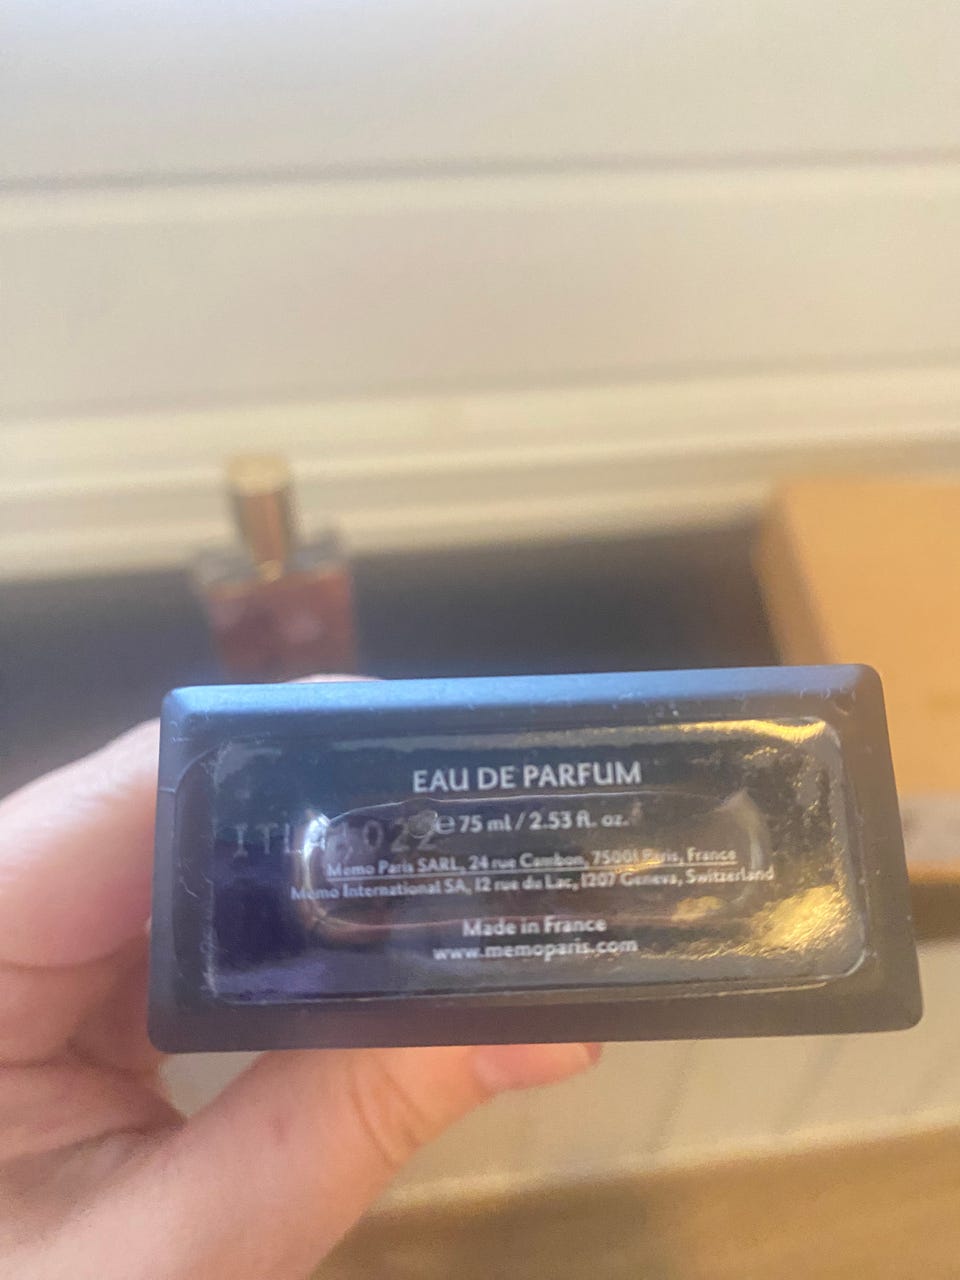 EAU DE PARFUM
℮ 75 ml / 2.53 fl. oz.
Memo Paris SARL, 24 rue Cambon, 75001 Paris, France
Memo International SA, 12 rue du Lac, 1207 Geneva, Switzerland
Made in France
www.memoparis.com